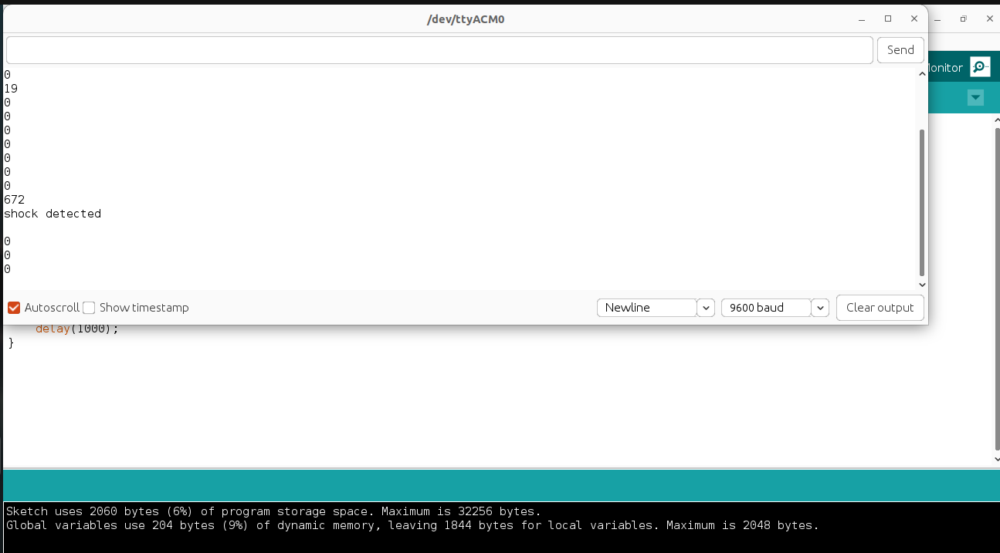 /dev/ttyACM0
Send
onitor
0
19
0
0
0
0
0
0
0
672
shock detected
0
0
0
Autoscroll Show timestamp Newline 9600 baud Clear output
delay(1000);
}
Sketch uses 2060 bytes (6%) of program storage space. Maximum is 32256 bytes.
Global variables use 204 bytes (9%) of dynamic memory, leaving 1844 bytes for local variables. Maximum is 2048 bytes.